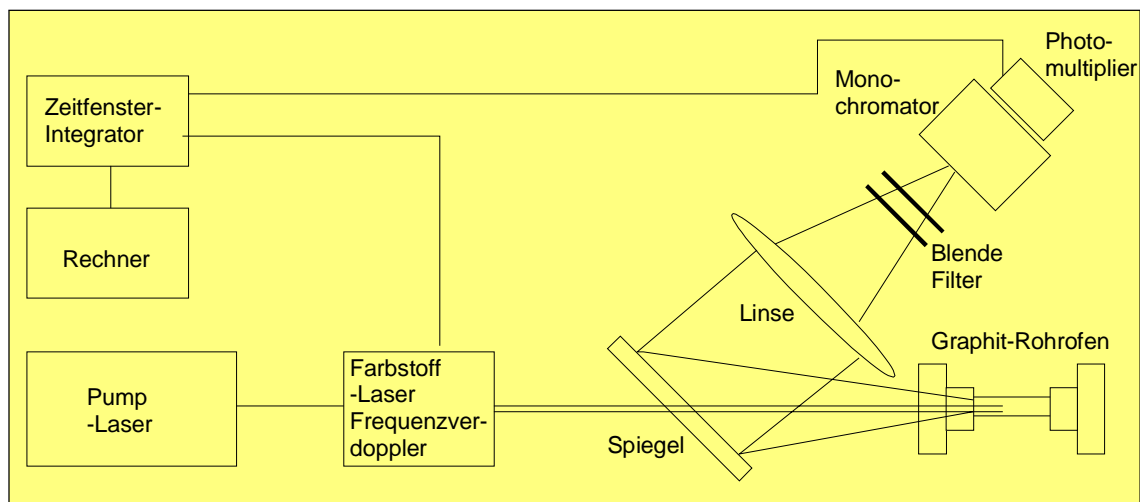 Photo-
multiplier
Mono-
chromator
Zeitfenster-
Integrator
Rechner
Blende
Filter
Linse
Graphit-Rohrofen
Pump
-Laser
Farbstoff
-Laser
Frequenzver-
doppler
Spiegel